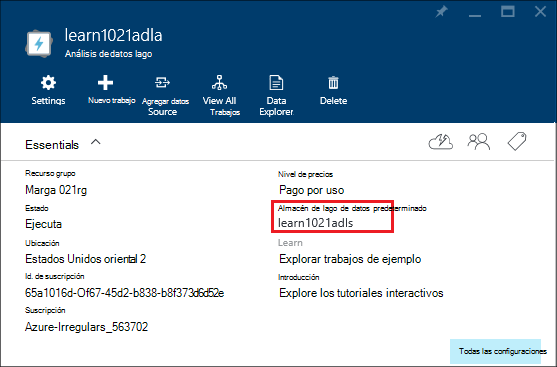 learn1021adla
Análisis de datos lago
Settings
Nuevo trabajo
Agregar datos
Source
View All
Trabajos
Data
Explorer
Delete
Essentials
Recurso grupo
Marga 021rg
Estado
Ejecuta
Ubicación
Estados Unidos oriental 2
Id. de suscripción
65a1016d-Of67-45d2-b838-b8f373d6d52e
Suscripción
Azure-Irregulars_563702
Nivel de precios
Pago por uso
Almacén de lago de datos predeterminado
learn1021adls
Learn
Explorar trabajos de ejemplo
Introducción
Explore los tutoriales interactivos
Todas las configuraciones